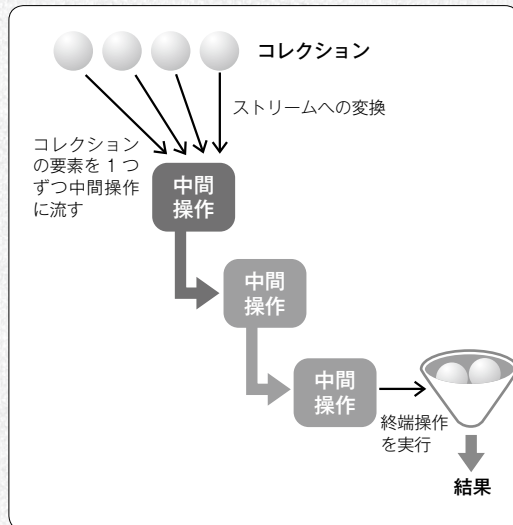 コレクション
ストリームへの変換
コレクション
の要素を 1 つ
ずつ中間操作
に流す
中間
操作
中間
操作
中間
操作
終端操作
を実行
結果